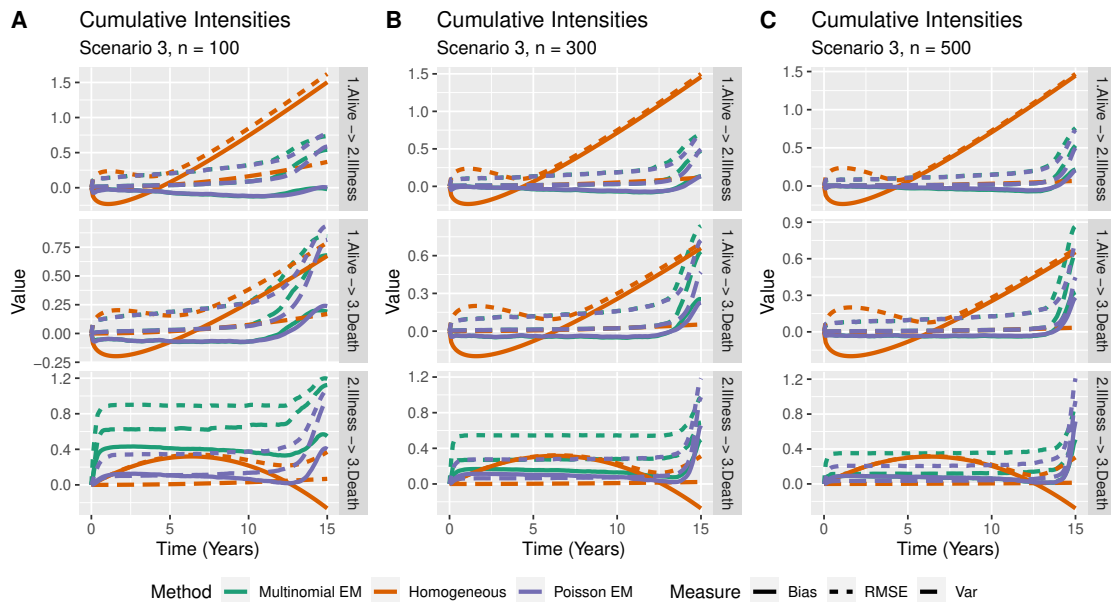 A
Cumulative Intensities
Scenario 3, n = 100
1.5
1.0
0.5
0.0
1.Alive −> 2.Illness
0.75
0.50
0.25
0.00
−0.25
1.Alive −> 3.Death
1.2
0.8
0.4
0.0
2.Illness −> 3.Death
Value
0
5
10
15
Time (Years)
B
Cumulative Intensities
Scenario 3, n = 300
1.5
1.0
0.5
0.0
1.Alive −> 2.Illness
0.6
0.3
0.0
1.Alive −> 3.Death
1.2
0.8
0.4
0.0
2.Illness −> 3.Death
Value
0
5
10
15
Time (Years)
C
Cumulative Intensities
Scenario 3, n = 500
1.5
1.0
0.5
0.0
1.Alive −> 2.Illness
0.9
0.6
0.3
0.0
1.Alive −> 3.Death
1.2
0.8
0.4
0.0
2.Illness −> 3.Death
Value
0
5
10
15
Time (Years)
Method Multinomial EM Homogeneous Poisson EM Measure Bias RMSE Var